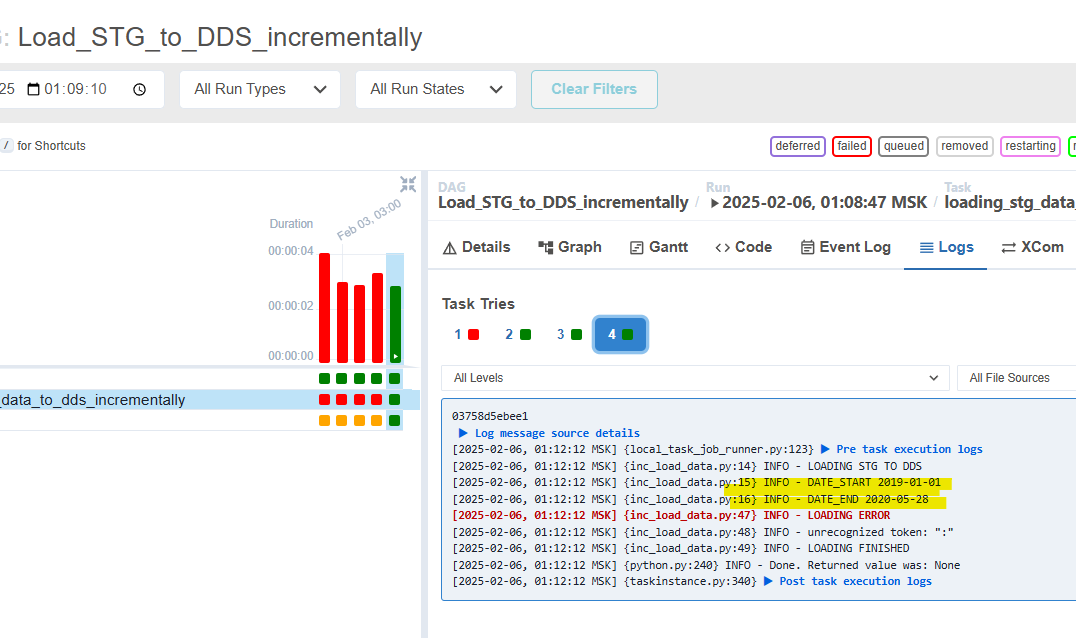 : Load_STG_to_DDS_incrementally
25 01:09:10
All Run Types
All Run States
Clear Filters
/ for Shortcuts
deferred failed queued removed restarting
DAG Run Task
Load_STG_to_DDS_incrementally / 2025-02-06, 01:08:47 MSK / loading_stg_data_
Duration
Feb 03, 03:00
00:00:04
00:00:02
00:00:00
_data_to_dds_incrementally
Details Graph Gantt Code Event Log Logs XCom
Task Tries
1 2 3 4
All Levels
All File Sources
03758d5ebee1
Log message source details
[2025-02-06, 01:12:12 MSK] {local_task_job_runner.py:123} Pre task execution logs
[2025-02-06, 01:12:12 MSK] {inc_load_data.py:14} INFO - LOADING STG TO DDS
[2025-02-06, 01:12:12 MSK] {inc_load_data.py:15} INFO - DATE_START 2019-01-01
[2025-02-06, 01:12:12 MSK] {inc_load_data.py:16} INFO - DATE_END 2020-05-28
[2025-02-06, 01:12:12 MSK] {inc_load_data.py:47} INFO - LOADING ERROR
[2025-02-06, 01:12:12 MSK] {inc_load_data.py:48} INFO - unrecognized token: ":"
[2025-02-06, 01:12:12 MSK] {inc_load_data.py:49} INFO - LOADING FINISHED
[2025-02-06, 01:12:12 MSK] {python.py:240} INFO - Done. Returned value was: None
[2025-02-06, 01:12:12 MSK] {taskinstance.py:340} Post task execution logs